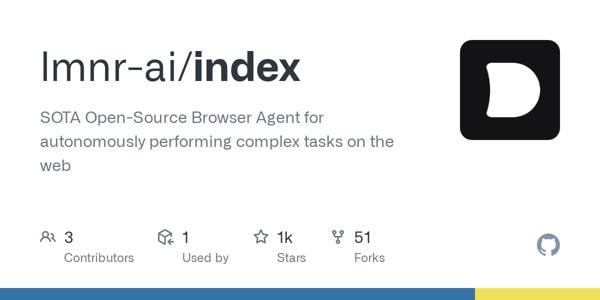 lmnr-ai/index
SOTA Open-Source Browser Agent for
autonomously performing complex tasks on the
web
3 1 1k 51
Contributors Used by Stars Forks